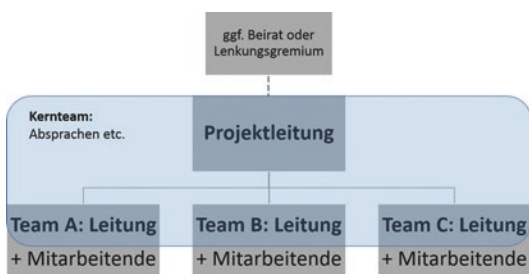 ggf. Beirat oder
Lenkungsgremium
Kernteam:
Absprachen etc.
Projektleitung
Team A: Leitung
+ Mitarbeitende
Team B: Leitung
+ Mitarbeitende
Team C: Leitung
+ Mitarbeitende